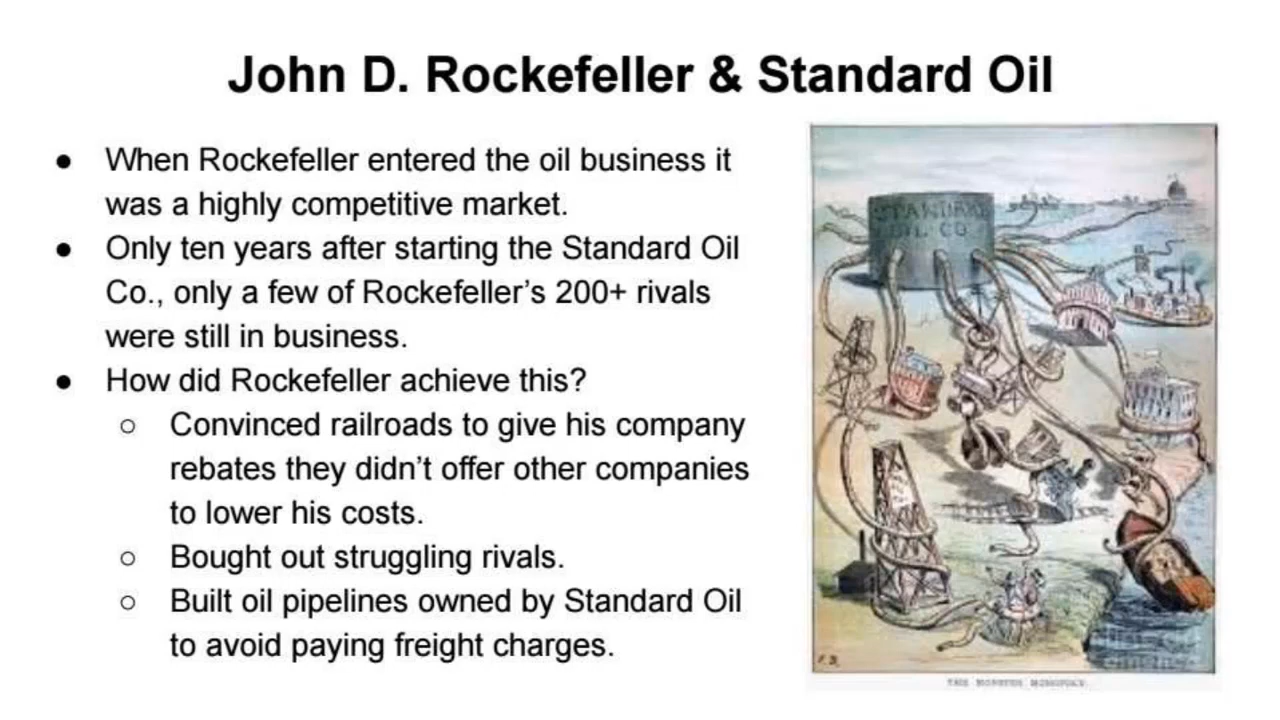 John D. Rockefeller & Standard Oil
● When Rockefeller entered the oil business it
was a highly competitive market.
● Only ten years after starting the Standard Oil
Co., only a few of Rockefeller’s 200+ rivals
were still in business.
● How did Rockefeller achieve this?
○ Convinced railroads to give his company
rebates they didn’t offer other companies
to lower his costs.
○ Bought out struggling rivals.
○ Built oil pipelines owned by Standard Oil
to avoid paying freight charges.
STANDARD
OIL CO
F.B.
THE MONSTER MONOPOLY